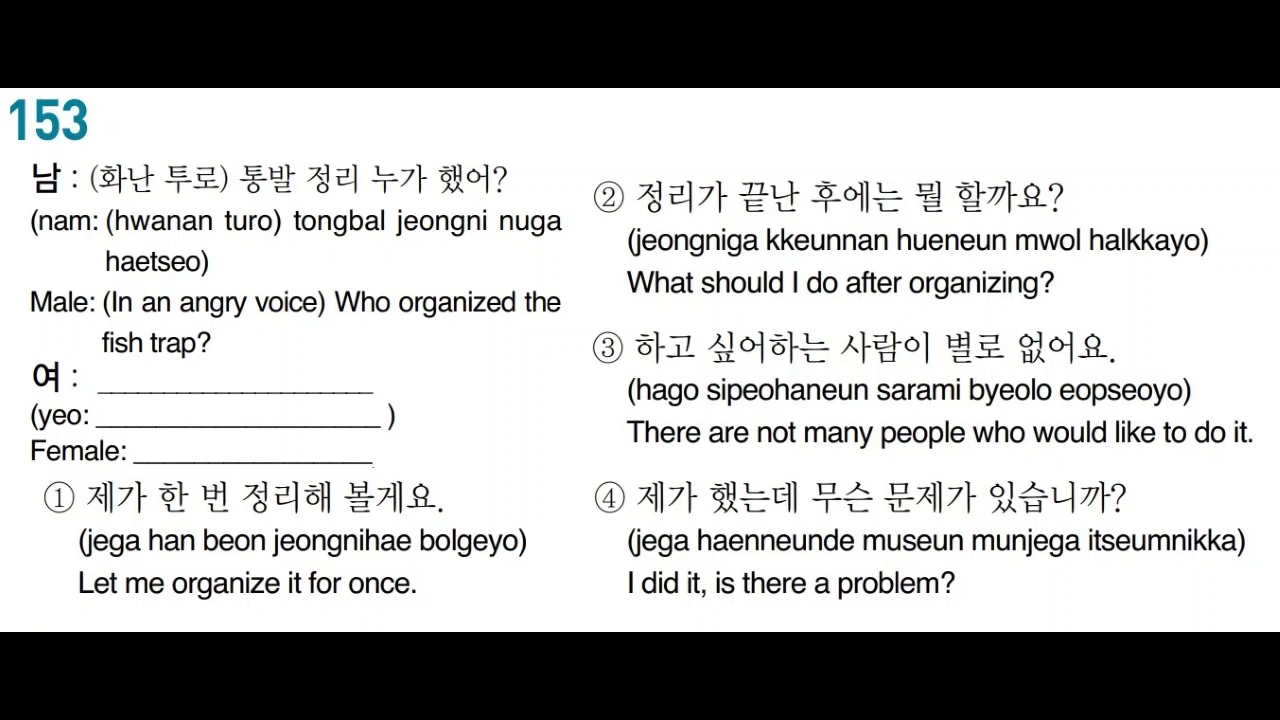 153
남 : (화난 투로) 통발 정리 누가 했어?
(nam: (hwanan turo) tongbal jeongni nuga
haetseo)
Male: (In an angry voice) Who organized the
fish trap?
여 : ____________________
(yeo: ____________________ )
Female: _________________
① 제가 한 번 정리해 볼게요.
(jega han beon jeongnihae bolgeyo)
Let me organize it for once.
② 정리가 끝난 후에는 뭘 할까요?
(jeongniga kkeunnan hueneun mwol halkkayo)
What should I do after organizing?
③ 하고 싶어하는 사람이 별로 없어요.
(hago sipeohaneun sarami byeolo eopseoyo)
There are not many people who would like to do it.
④ 제가 했는데 무슨 문제가 있습니까?
(jega haenneunde museun munjega itseumnikka)
I did it, is there a problem?